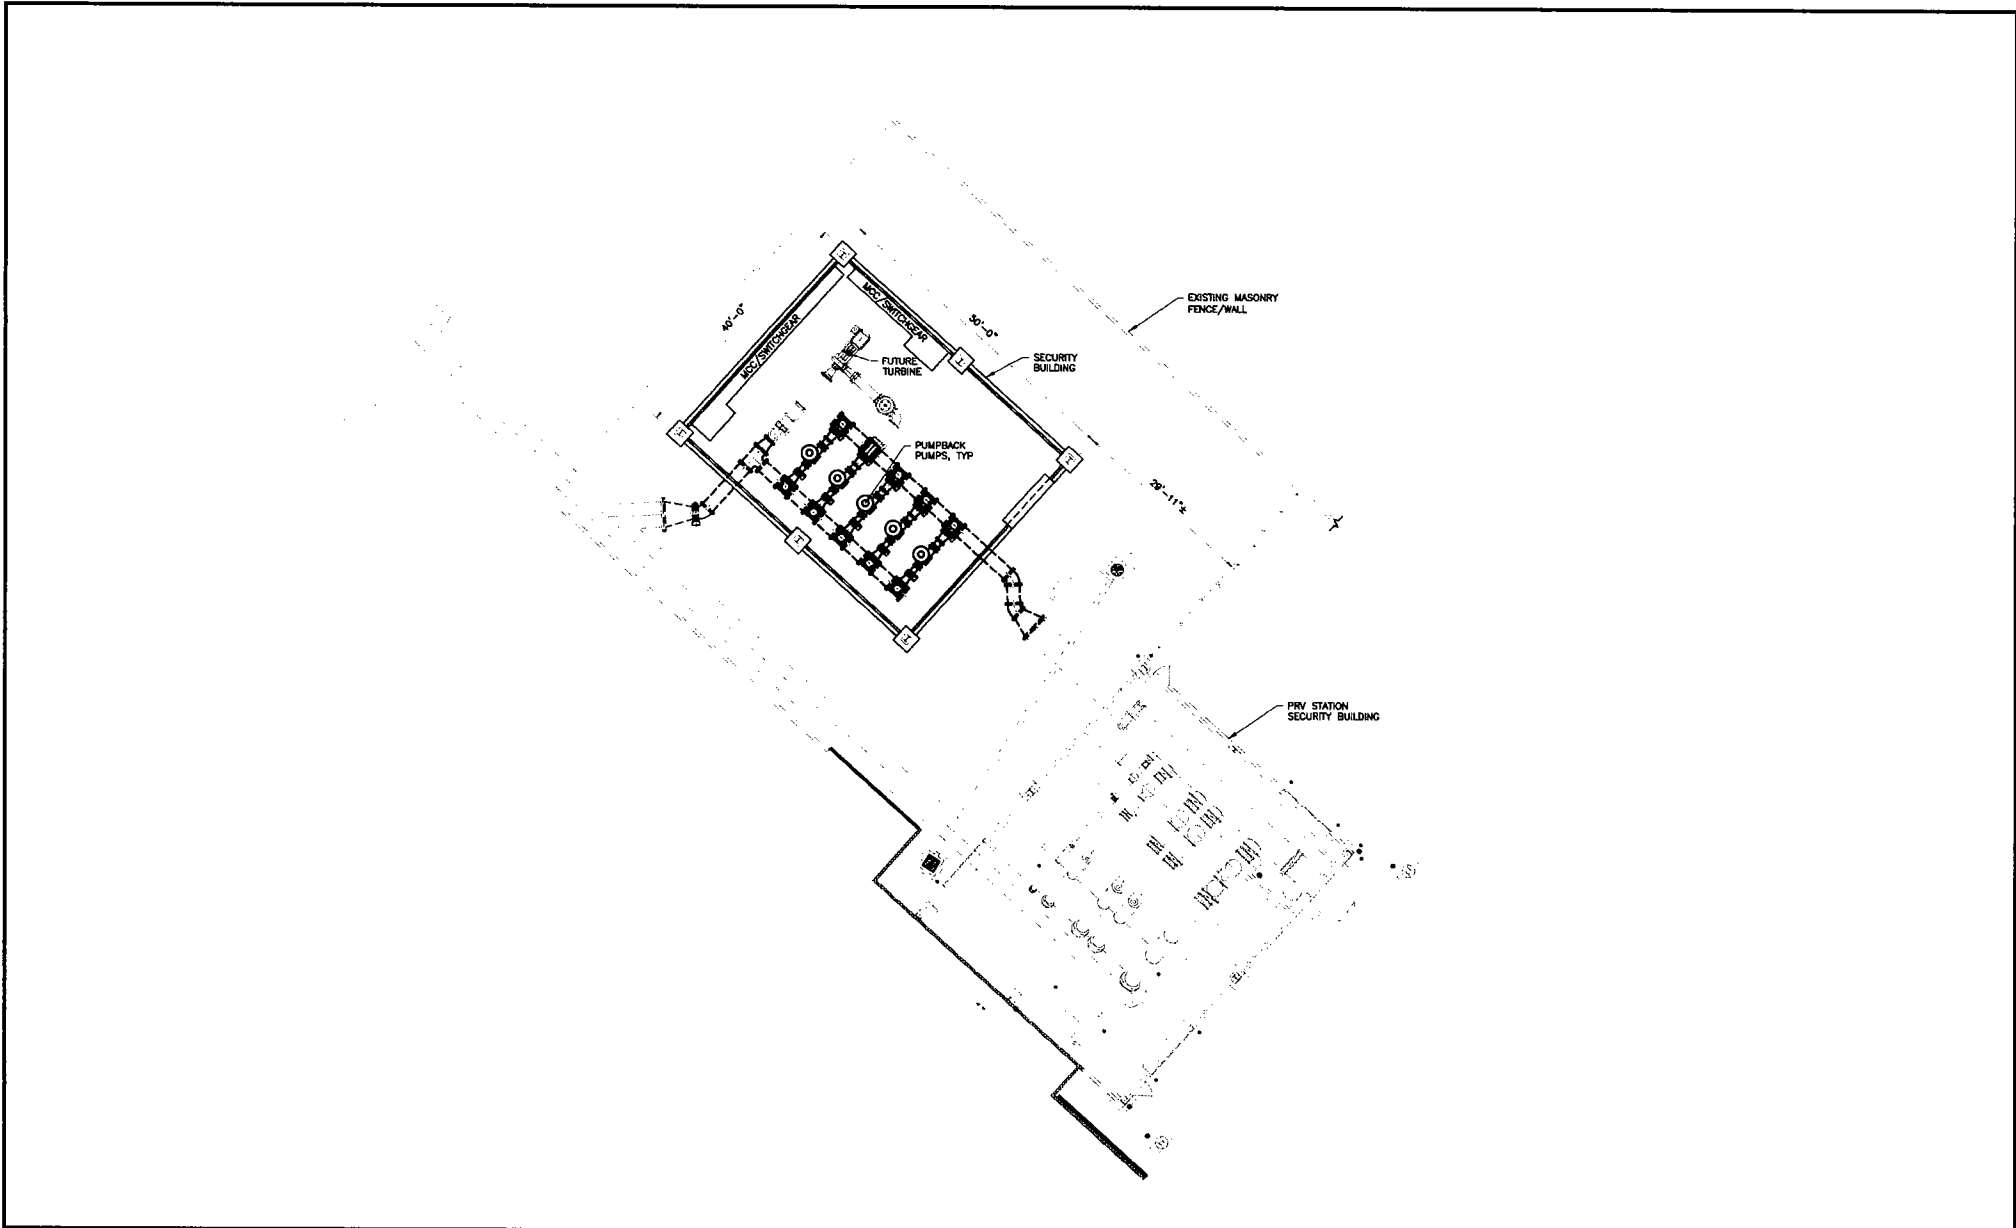 EXISTING MASONRY
FENCE/WALL
40'-0"
MCC/SWITCHGEAR
MCC/SWITCHGEAR
50'-0"
SECURITY
BUILDING
FUTURE
TURBINE
PUMPBACK
PUMPS, TYP
29'-11"±
PRV STATION
SECURITY BUILDING